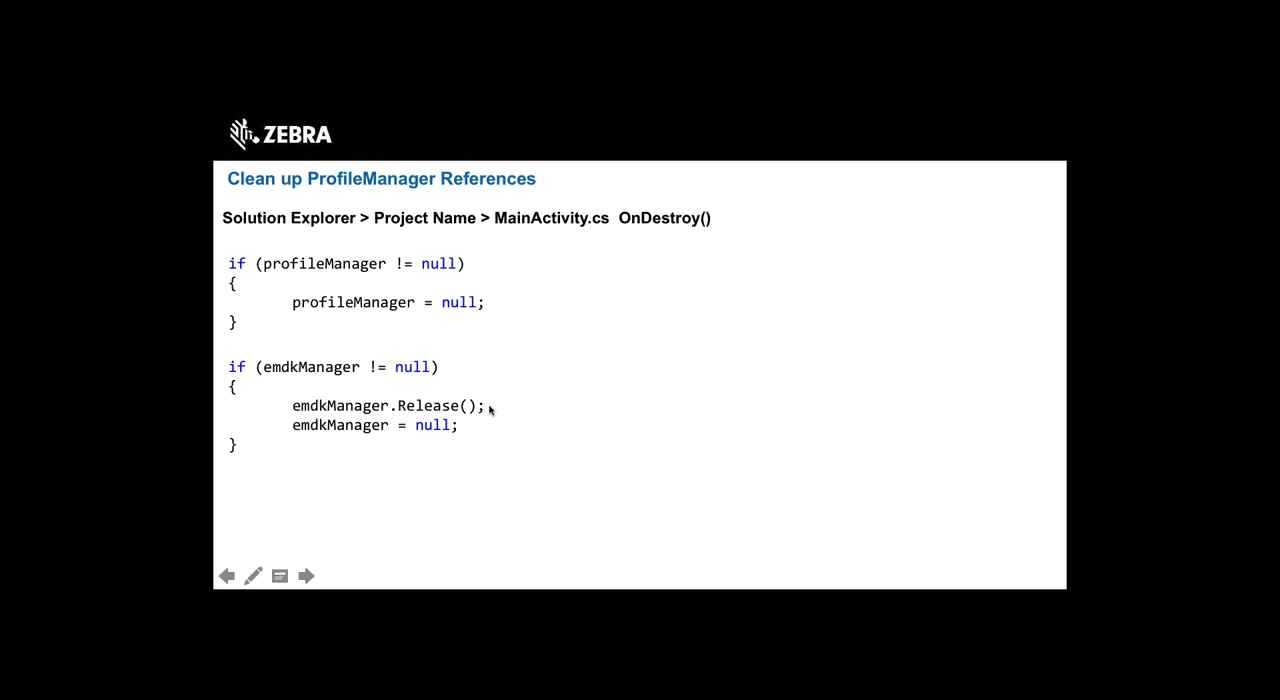 ZEBRA
Clean up ProfileManager References
Solution Explorer > Project Name > MainActivity.cs  OnDestroy()
if (profileManager != null)
{
profileManager = null;
}
if (emdkManager != null)
{
emdkManager.Release();
emdkManager = null;
}